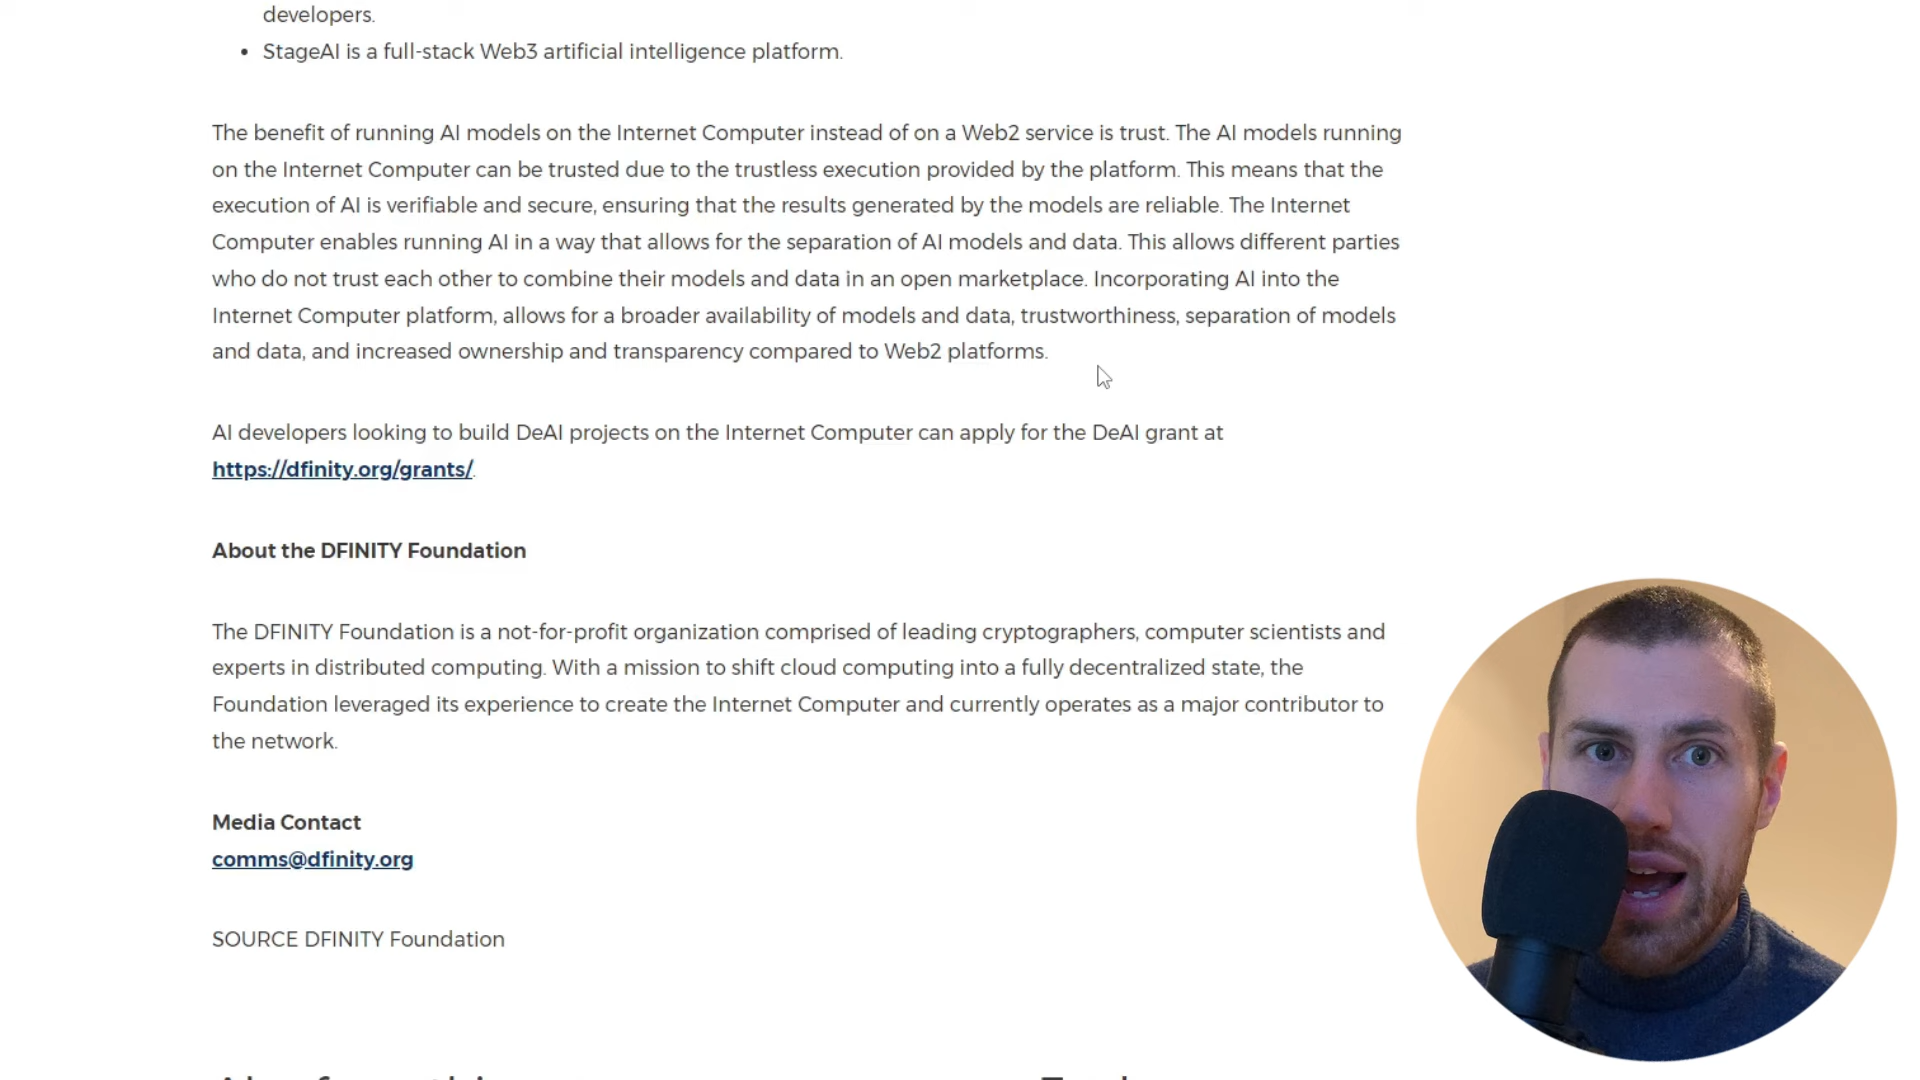 developers.
• StageAI is a full-stack Web3 artificial intelligence platform.
The benefit of running AI models on the Internet Computer instead of on a Web2 service is trust. The AI models running
on the Internet Computer can be trusted due to the trustless execution provided by the platform. This means that the
execution of AI is verifiable and secure, ensuring that the results generated by the models are reliable. The Internet
Computer enables running AI in a way that allows for the separation of AI models and data. This allows different parties
who do not trust each other to combine their models and data in an open marketplace. Incorporating AI into the
Internet Computer platform, allows for a broader availability of models and data, trustworthiness, separation of models
and data, and increased ownership and transparency compared to Web2 platforms.
AI developers looking to build DeAI projects on the Internet Computer can apply for the DeAI grant at
https://dfinity.org/grants/.
About the DFINITY Foundation
The DFINITY Foundation is a not-for-profit organization comprised of leading cryptographers, computer scientists and
experts in distributed computing. With a mission to shift cloud computing into a fully decentralized state, the
Foundation leveraged its experience to create the Internet Computer and currently operates as a major contributor to
the network.
Media Contact
comms@dfinity.org
SOURCE DFINITY Foundation